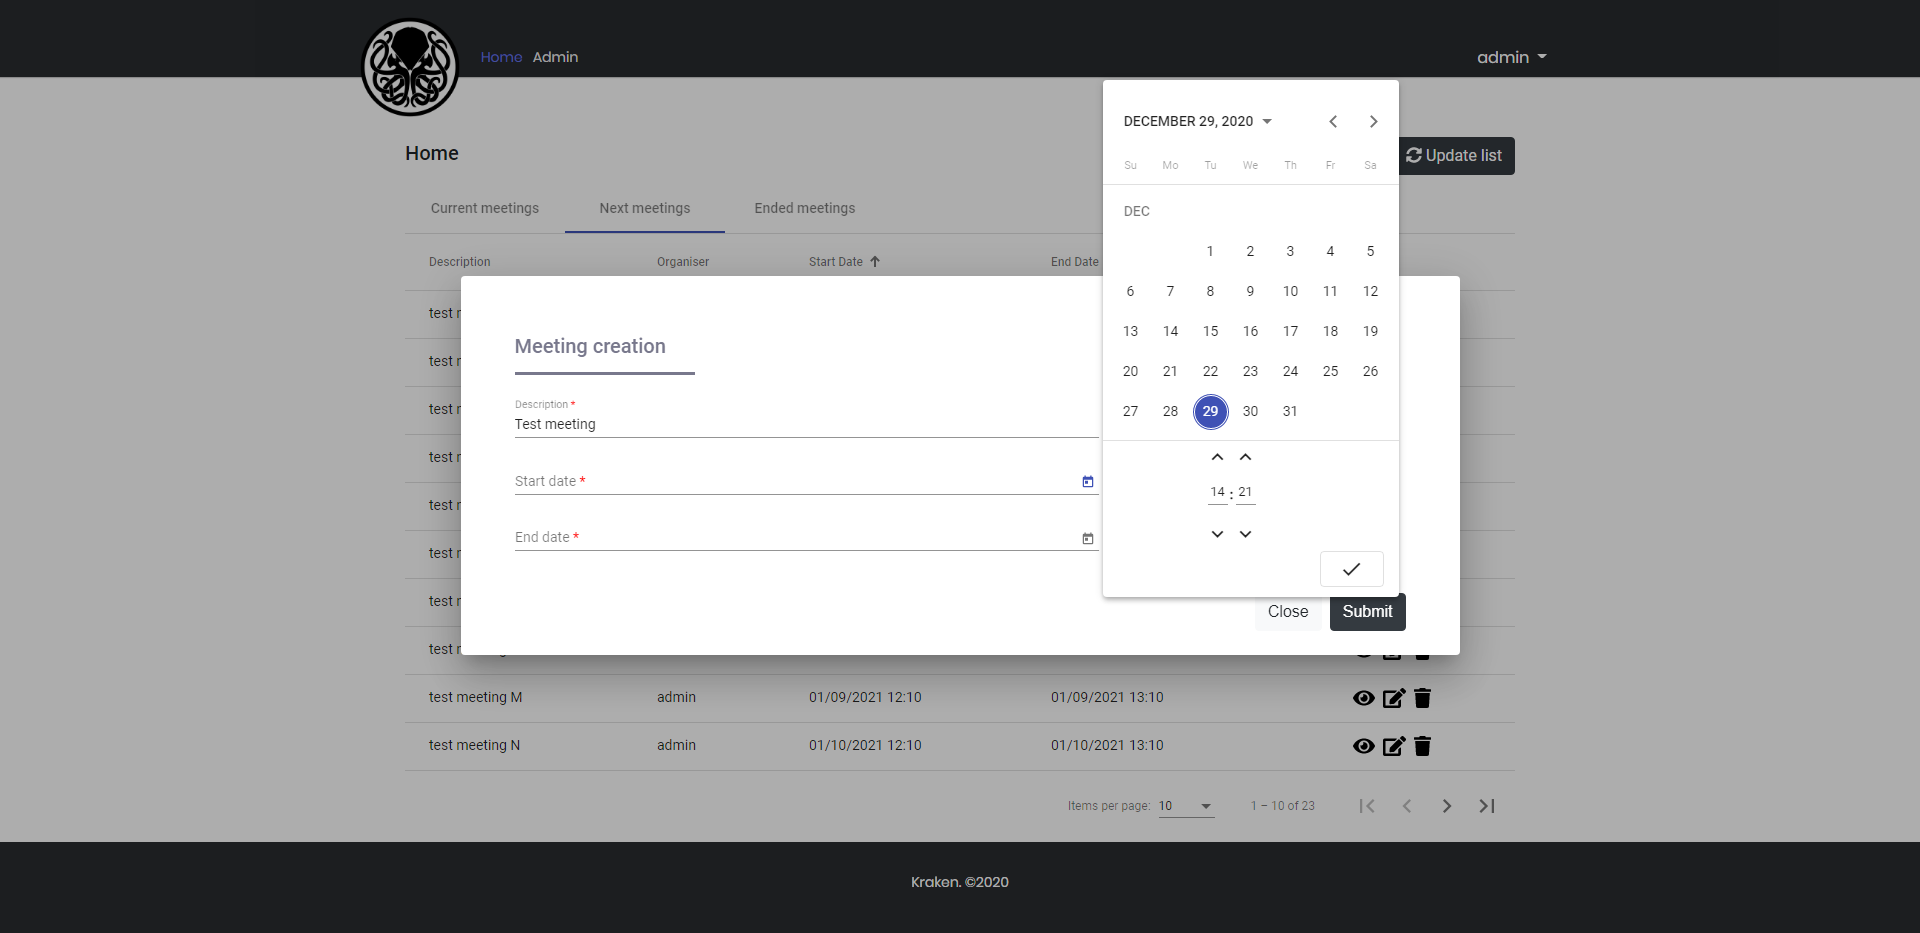 Home Admin
admin
Home
Update list
Current meetings Next meetings Ended meetings
Description Organiser Start Date End Date
test
test
test
test
test
test
test
test
test meeting M admin 01/09/2021 12:10 01/09/2021 13:10
test meeting N admin 01/10/2021 12:10 01/10/2021 13:10
Items per page: 10 1 – 10 of 23
Meeting creation
Description *
Test meeting
Start date *
End date *
Close Submit
DECEMBER 29, 2020
Su Mo Tu We Th Fr Sa
DEC
1 2 3 4 5
6 7 8 9 10 11 12
13 14 15 16 17 18 19
20 21 22 23 24 25 26
27 28 29 30 31
14 : 21
Kraken. ©2020